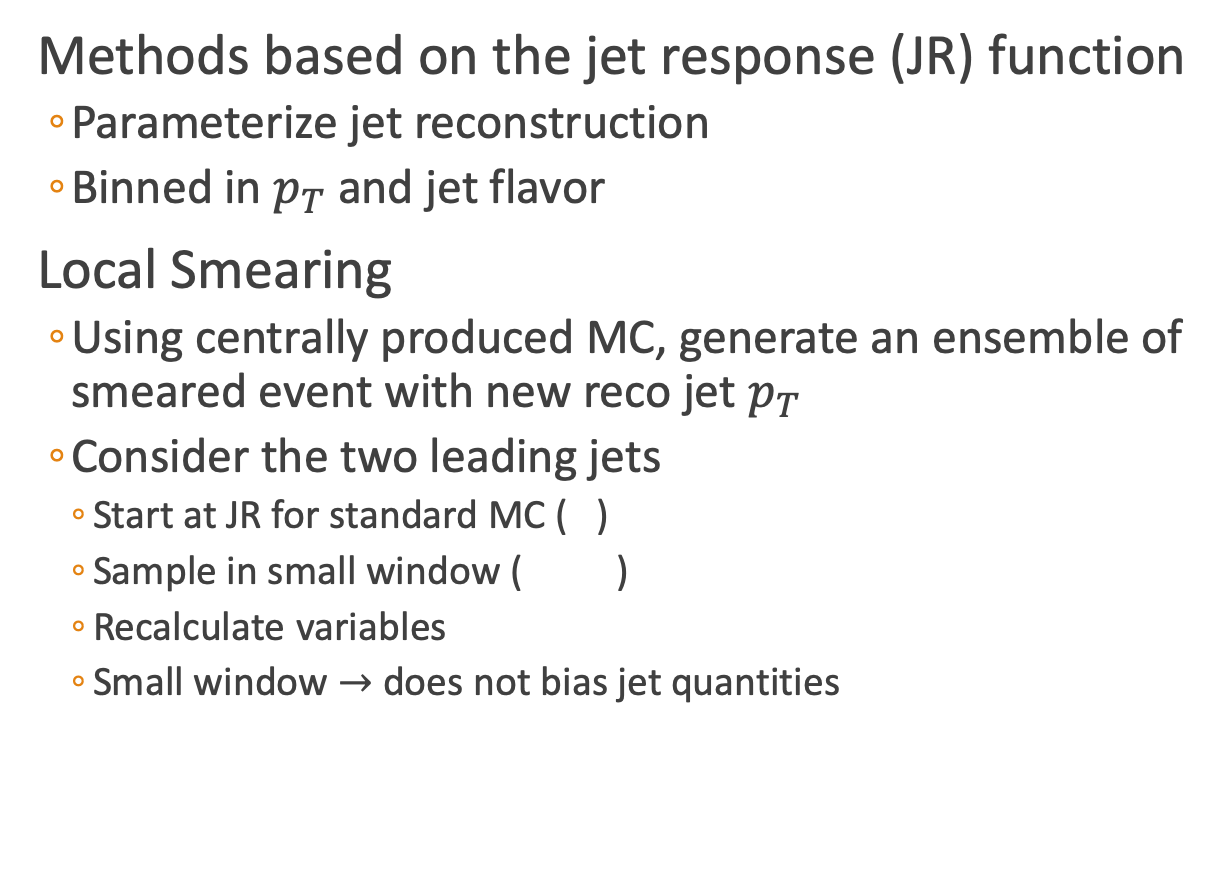 Methods based on the jet response (JR) function
◦ Parameterize jet reconstruction
◦ Binned in $p_T$ and jet flavor
Local Smearing
◦ Using centrally produced MC, generate an ensemble of
smeared event with new reco jet $p_T$
◦ Consider the two leading jets
◦ Start at JR for standard MC (   )
◦ Sample in small window (        )
◦ Recalculate variables
◦ Small window → does not bias jet quantities